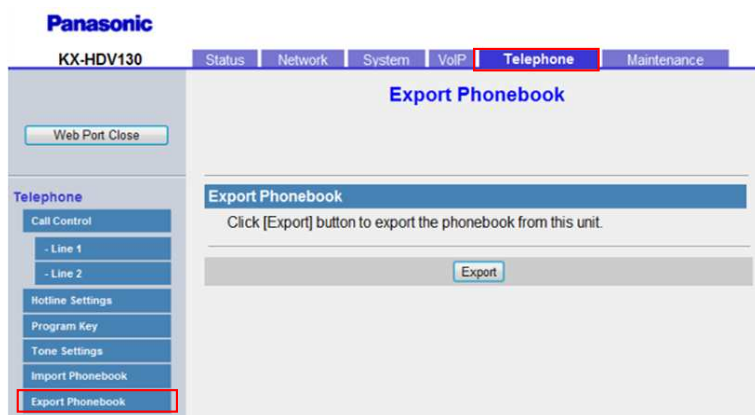 Panasonic
KX-HDV130
Status Network System VoIP Telephone Maintenance
Export Phonebook
Web Port Close
Telephone
Call Control
- Line 1
- Line 2
Hotline Settings
Program Key
Tone Settings
Import Phonebook
Export Phonebook
Export Phonebook
Click [Export] button to export the phonebook from this unit.
Export